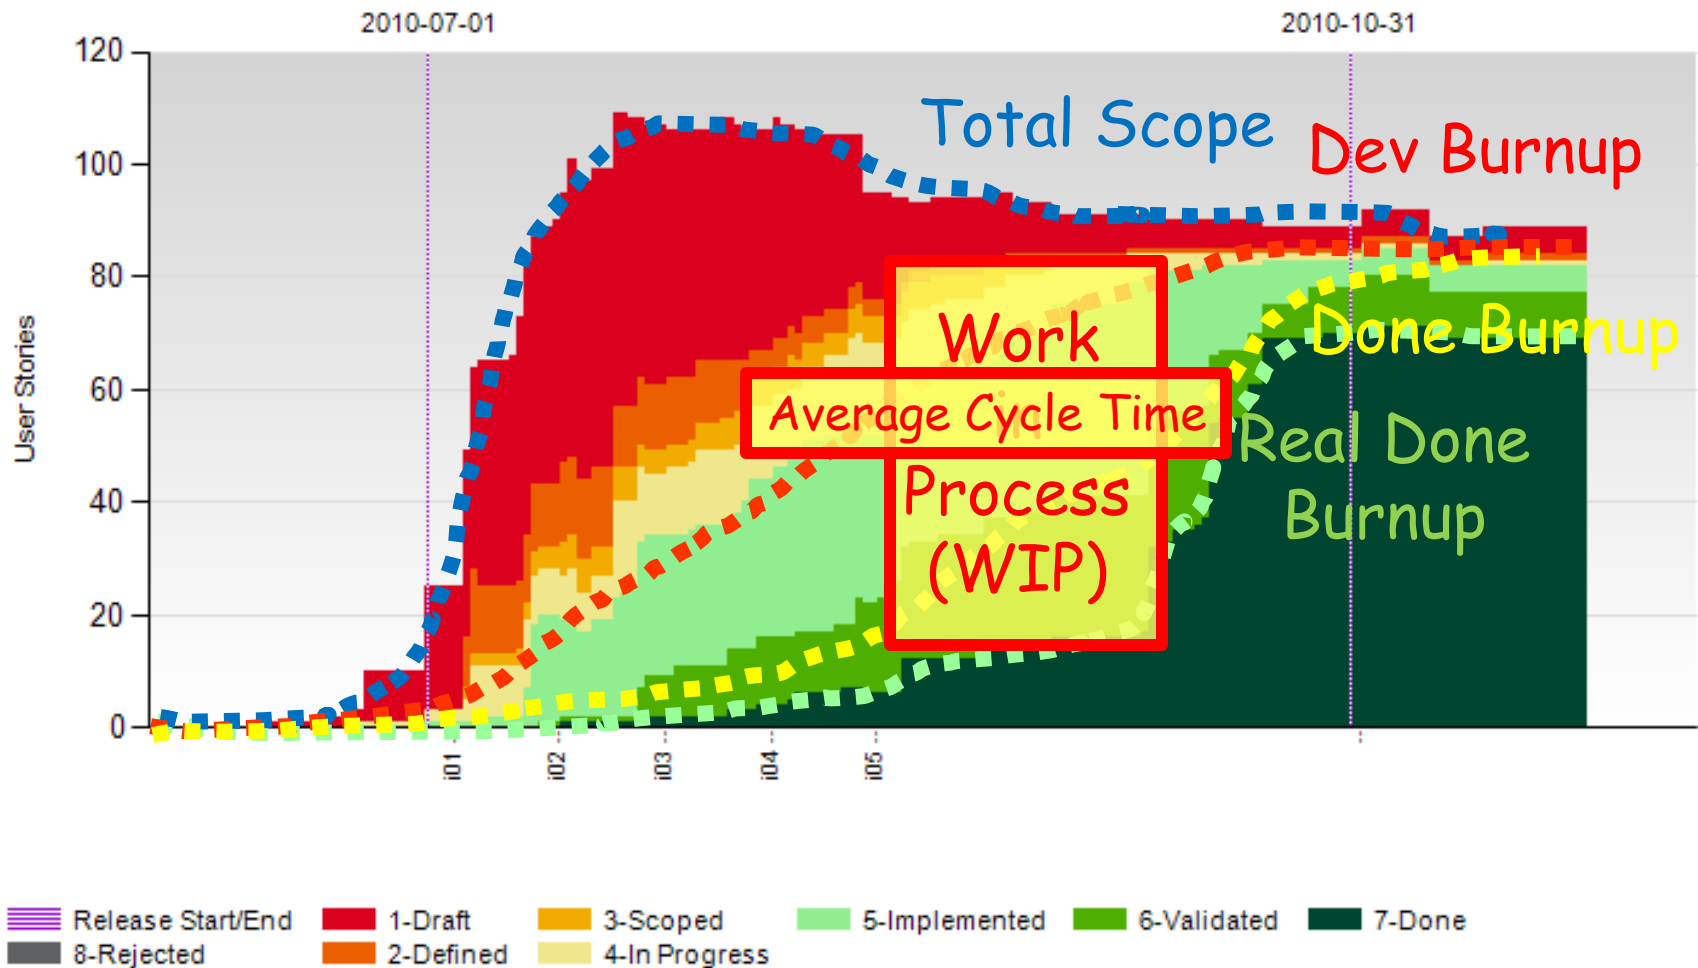 2010-07-01
2010-10-31
120
100
80
60
40
20
0
User Stories
Total Scope
Dev Burnup
Work
in
Average Cycle Time
Process
(WIP)
Done Burnup
Real Done
Burnup
i01
i02
i03
i04
i05
Release Start/End
1-Draft
3-Scoped
5-Implemented
6-Validated
7-Done
8-Rejected
2-Defined
4-In Progress